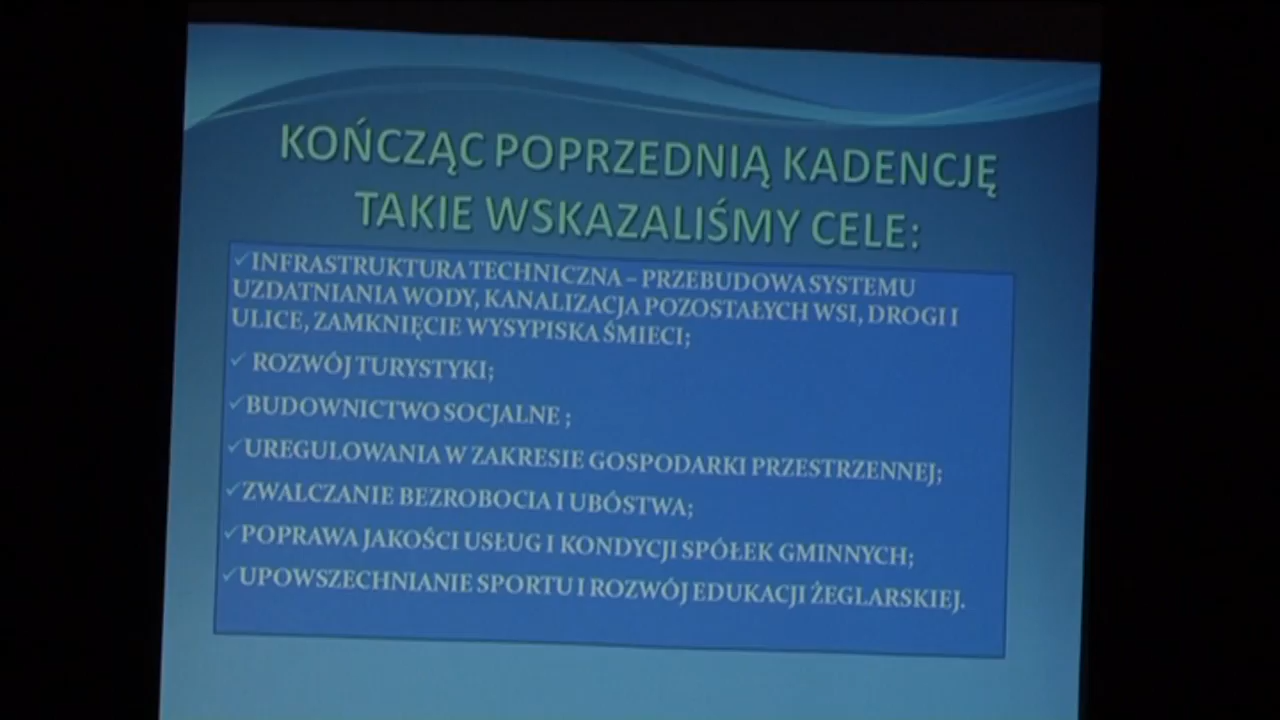 KOŃCZĄC POPRZEDNIĄ KADENCJĘ
TAKIE WSKAZALIŚMY CELE:
✓INFRASTRUKTURA TECHNICZNA – PRZEBUDOWA SYSTEMU
UZDATNIANIA WODY, KANALIZACJA POZOSTAŁYCH WSI, DROGI I
ULICE, ZAMKNIĘCIE WYSYPISKA ŚMIECI;
✓ ROZWÓJ TURYSTYKI;
✓BUDOWNICTWO SOCJALNE ;
✓UREGULOWANIA W ZAKRESIE GOSPODARKI PRZESTRZENNEJ;
✓ZWALCZANIE BEZROBOCIA I UBÓSTWA;
✓POPRAWA JAKOŚCI USŁUG I KONDYCJI SPÓŁEK GMINNYCH;
✓UPOWSZECHNIANIE SPORTU I ROZWÓJ EDUKACJI ŻEGLARSKIEJ.